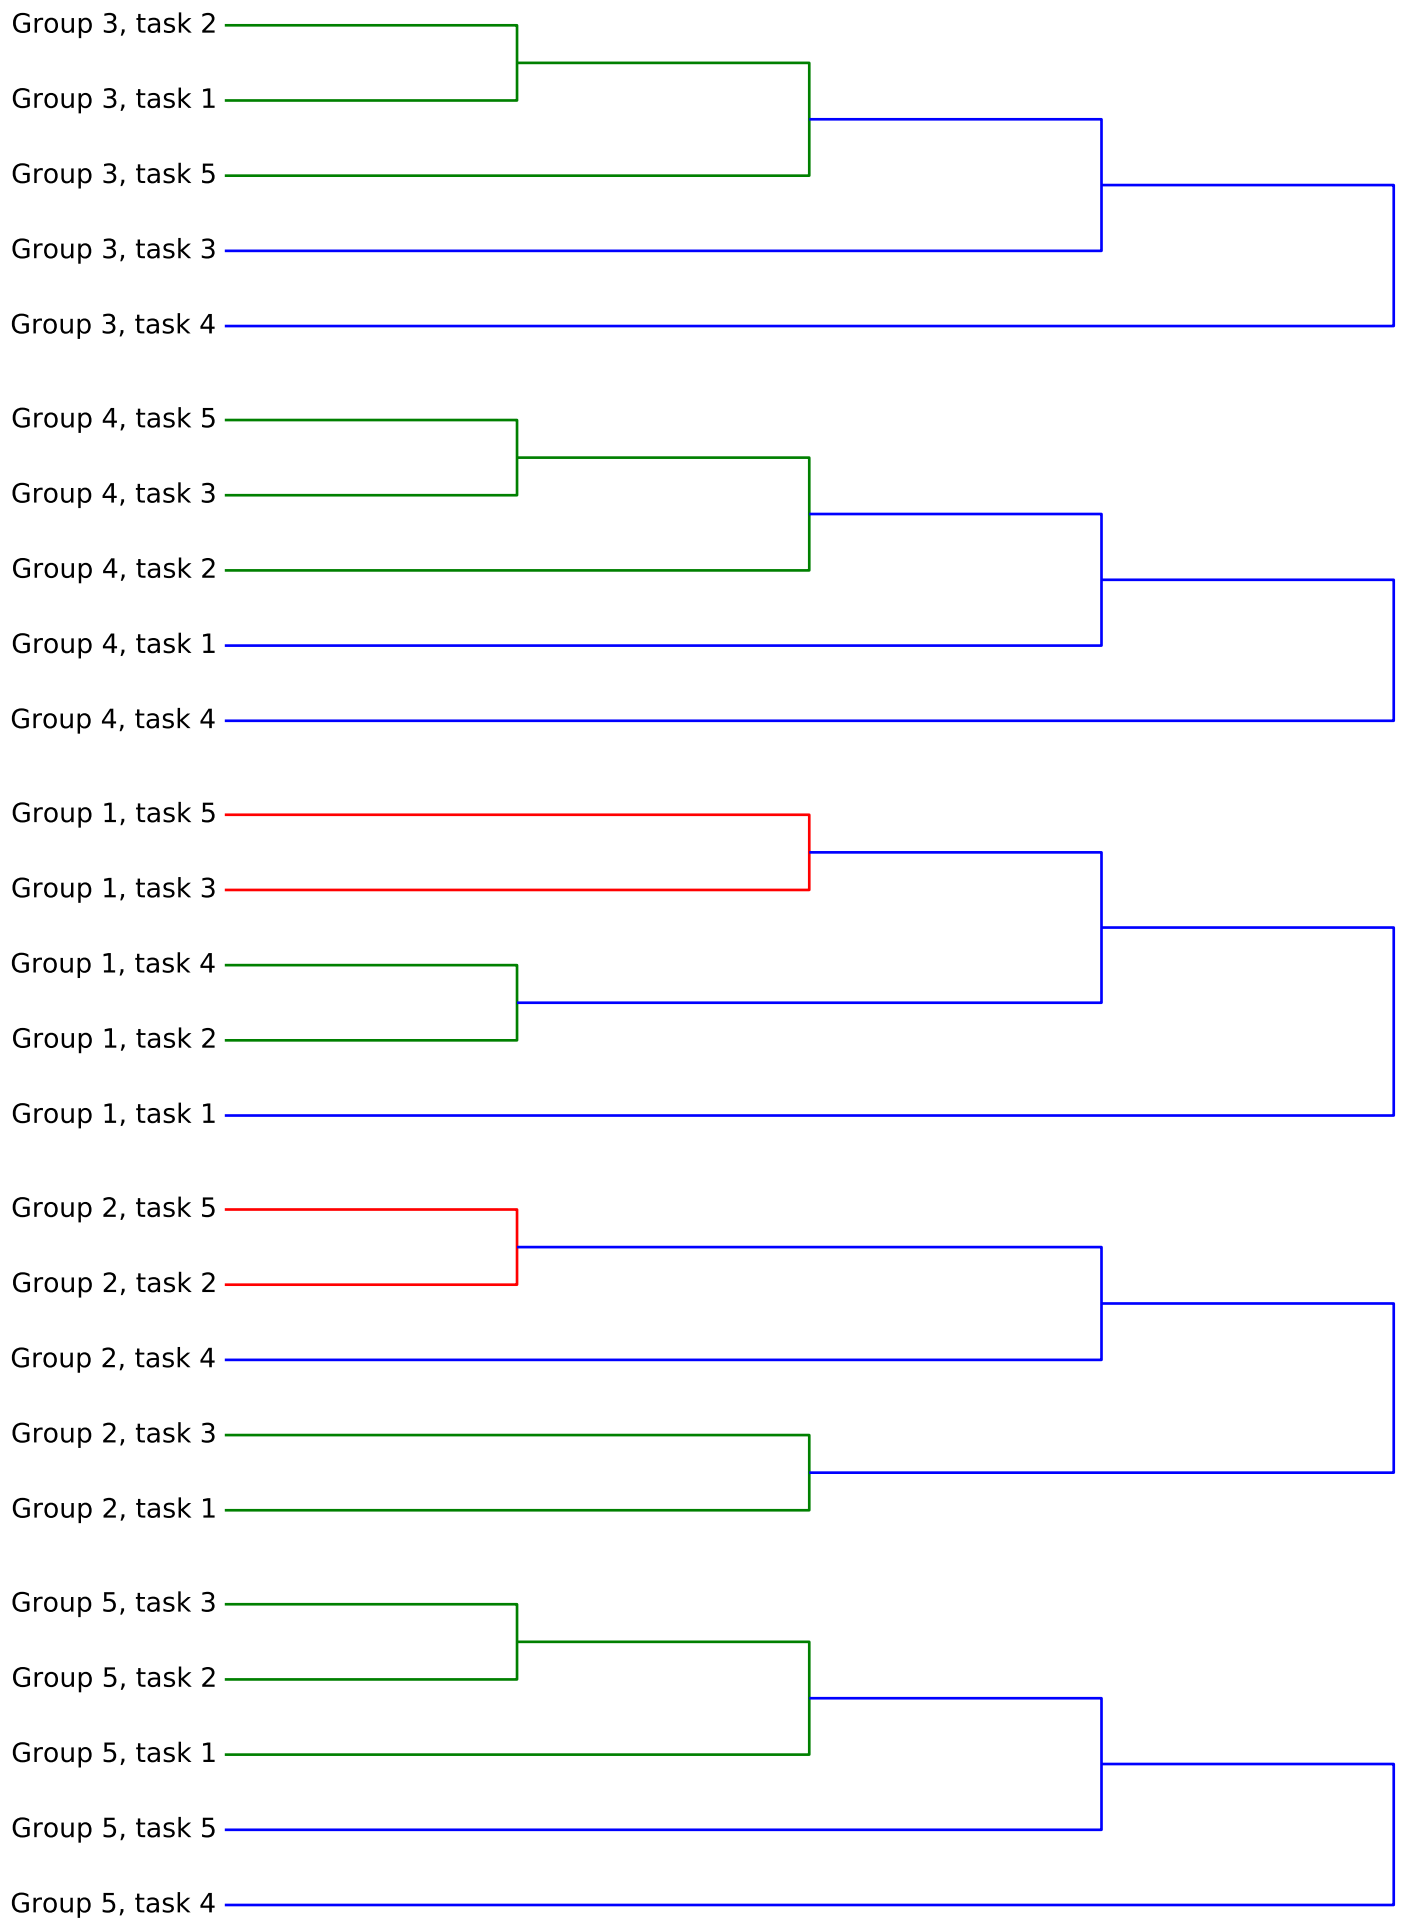 Group 3, task 2
Group 3, task 1
Group 3, task 5
Group 3, task 3
Group 3, task 4
Group 4, task 5
Group 4, task 3
Group 4, task 2
Group 4, task 1
Group 4, task 4
Group 1, task 5
Group 1, task 3
Group 1, task 4
Group 1, task 2
Group 1, task 1
Group 2, task 5
Group 2, task 2
Group 2, task 4
Group 2, task 3
Group 2, task 1
Group 5, task 3
Group 5, task 2
Group 5, task 1
Group 5, task 5
Group 5, task 4